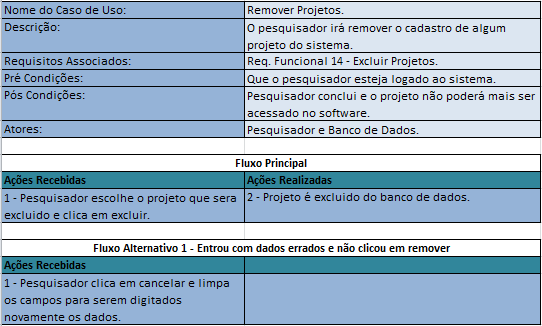 Nome do Caso de Uso: Remover Projetos.
Descrição: O pesquisador irá remover o cadastro de algum
projeto do sistema.
Requisitos Associados: Req. Funcional 14 - Excluir Projetos.
Pré Condições: Que o pesquisador esteja logado ao sistema.
Pós Condições: Pesquisador conclui e o projeto não poderá mais ser
acessado no software.
Atores: Pesquisador e Banco de Dados.
Fluxo Principal
Ações Recebidas Ações Realizadas
1 - Pesquisador escolhe o projeto que sera 2 - Projeto é excluido do banco de dados.
excluido e clica em excluir.
Fluxo Alternativo 1 - Entrou com dados errados e não clicou em remover
Ações Recebidas
1 - Pesquisador clica em cancelar e limpa
os campos para serem digitados
novamente os dados.